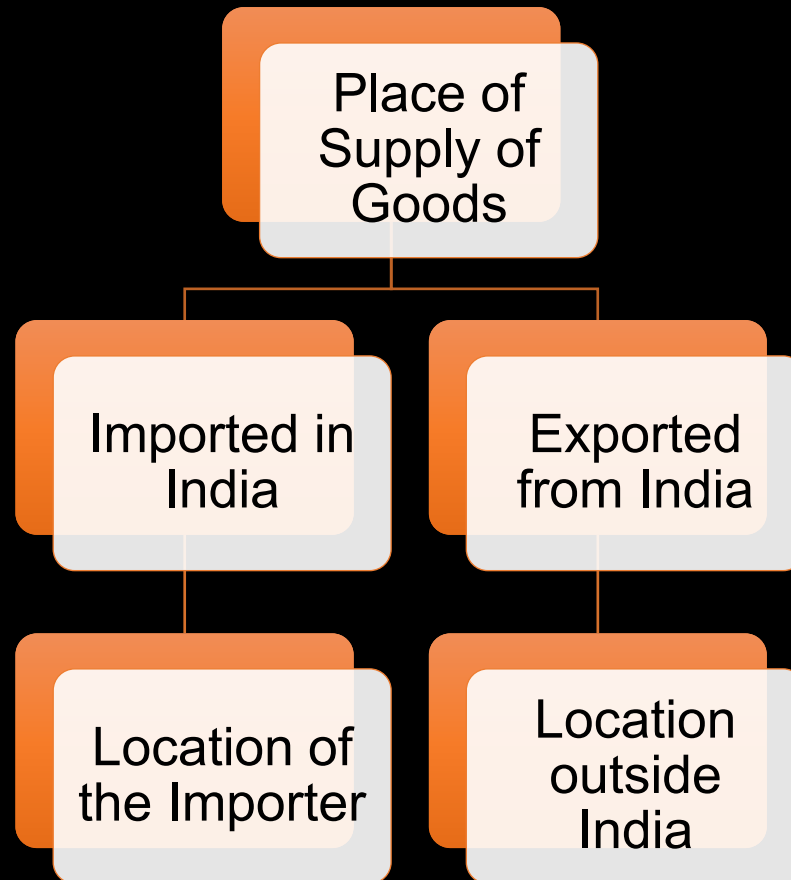 Place of
Supply of
Goods
Imported in
India
Exported
from India
Location of
the Importer
Location
outside
India